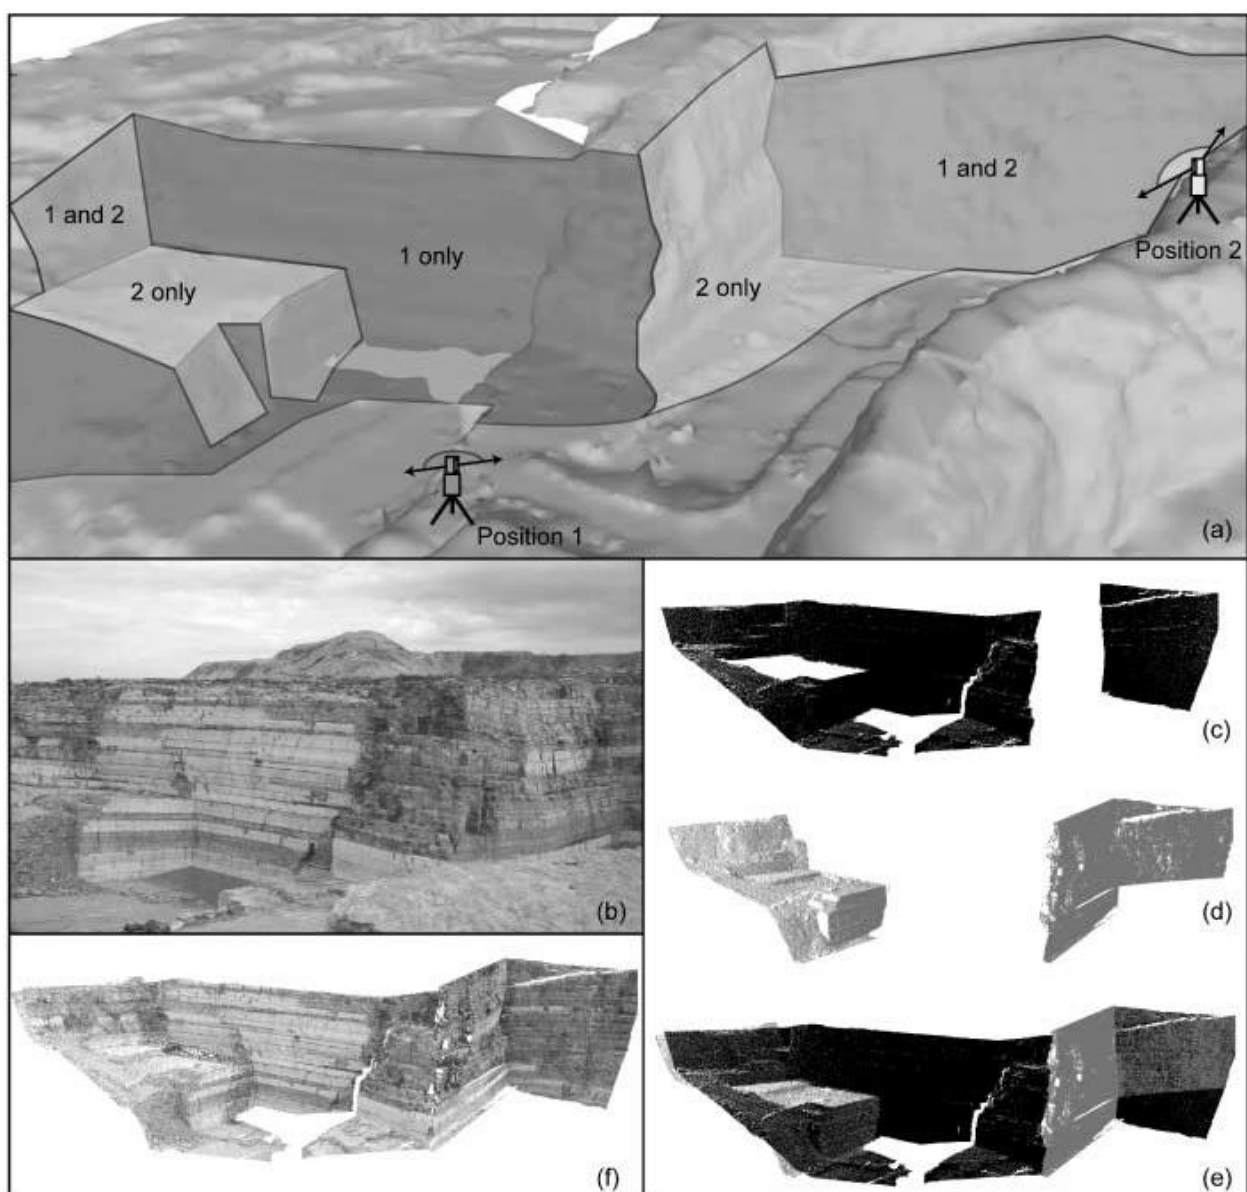 1 and 2
1 and 2
1 only
2 only
2 only
Position 2
Position 1
(a)
(b)
(c)
(d)
(f)
(e)